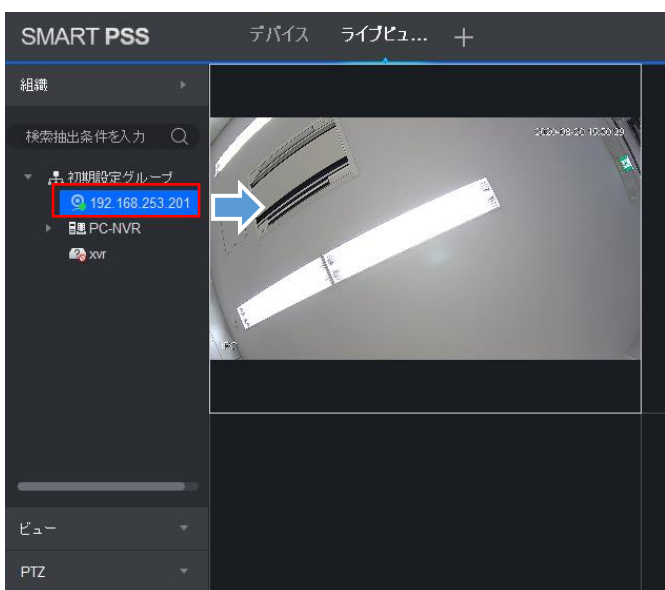 SMART PSS
デバイス ライブビュ... +
組織
検索抽出条件を入力
初期設定グループ
192.168.253.201
PC-NVR
xvr
IPC
ビュー
PTZ